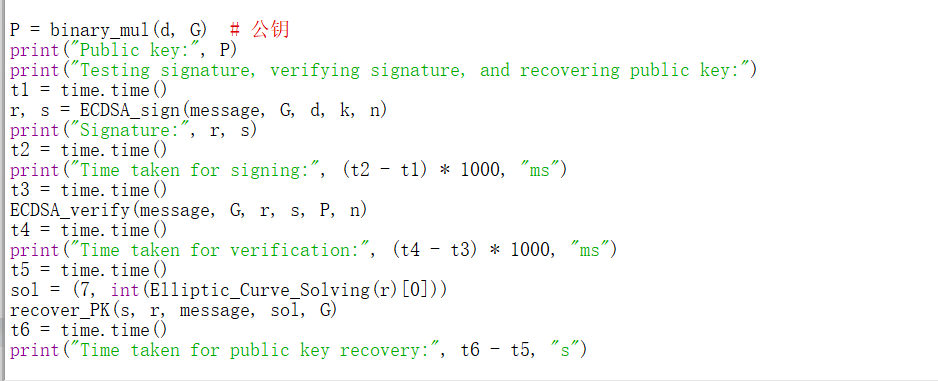 P = binary_mul(d, G)  # 公钥
print("Public key:", P)
print("Testing signature, verifying signature, and recovering public key:")
t1 = time.time()
r, s = ECDSA_sign(message, G, d, k, n)
print("Signature:", r, s)
t2 = time.time()
print("Time taken for signing:", (t2 - t1) * 1000, "ms")
t3 = time.time()
ECDSA_verify(message, G, r, s, P, n)
t4 = time.time()
print("Time taken for verification:", (t4 - t3) * 1000, "ms")
t5 = time.time()
sol = (7, int(Elliptic_Curve_Solving(r)[0]))
recover_PK(s, r, message, sol, G)
t6 = time.time()
print("Time taken for public key recovery:", t6 - t5, "s")